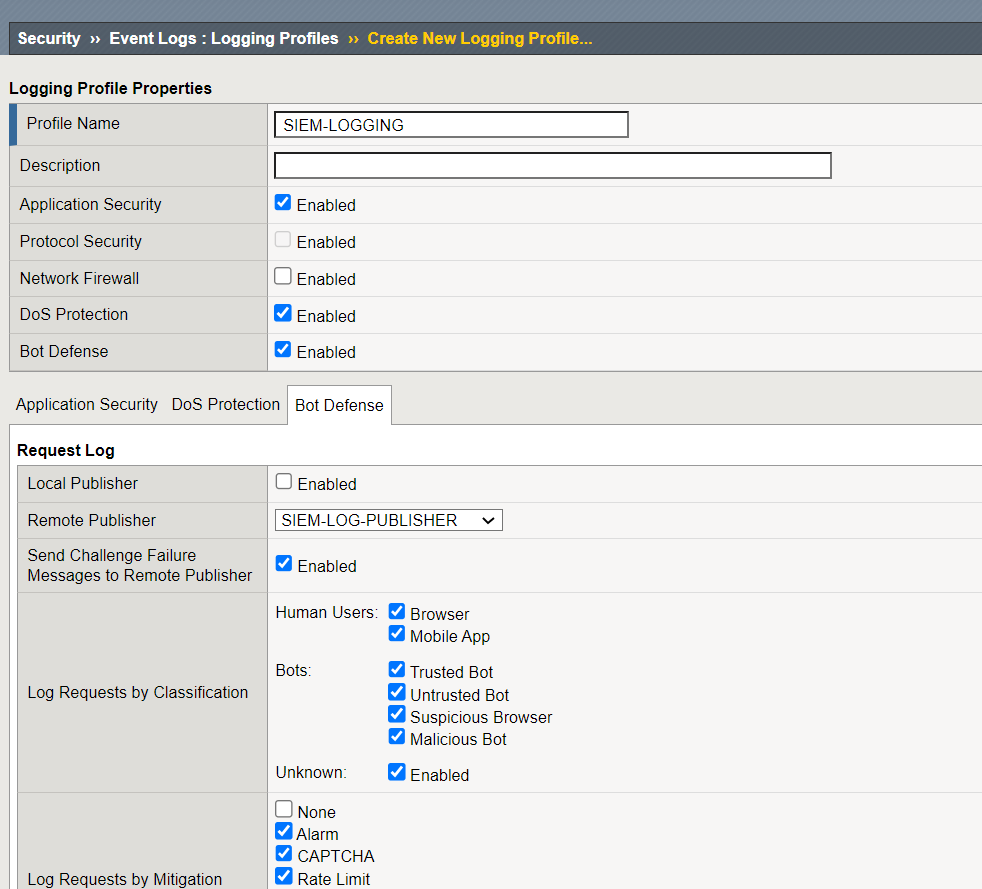 Security ›› Event Logs : Logging Profiles ›› Create New Logging Profile...
Logging Profile Properties
Profile Name SIEM-LOGGING
Description
Application Security Enabled
Protocol Security Enabled
Network Firewall Enabled
DoS Protection Enabled
Bot Defense Enabled
Application Security DoS Protection Bot Defense
Request Log
Local Publisher Enabled
Remote Publisher SIEM-LOG-PUBLISHER
Send Challenge Failure
Messages to Remote Publisher Enabled
Log Requests by Classification
Human Users: Browser
Mobile App
Bots: Trusted Bot
Untrusted Bot
Suspicious Browser
Malicious Bot
Unknown: Enabled
Log Requests by Mitigation
None
Alarm
CAPTCHA
Rate Limit